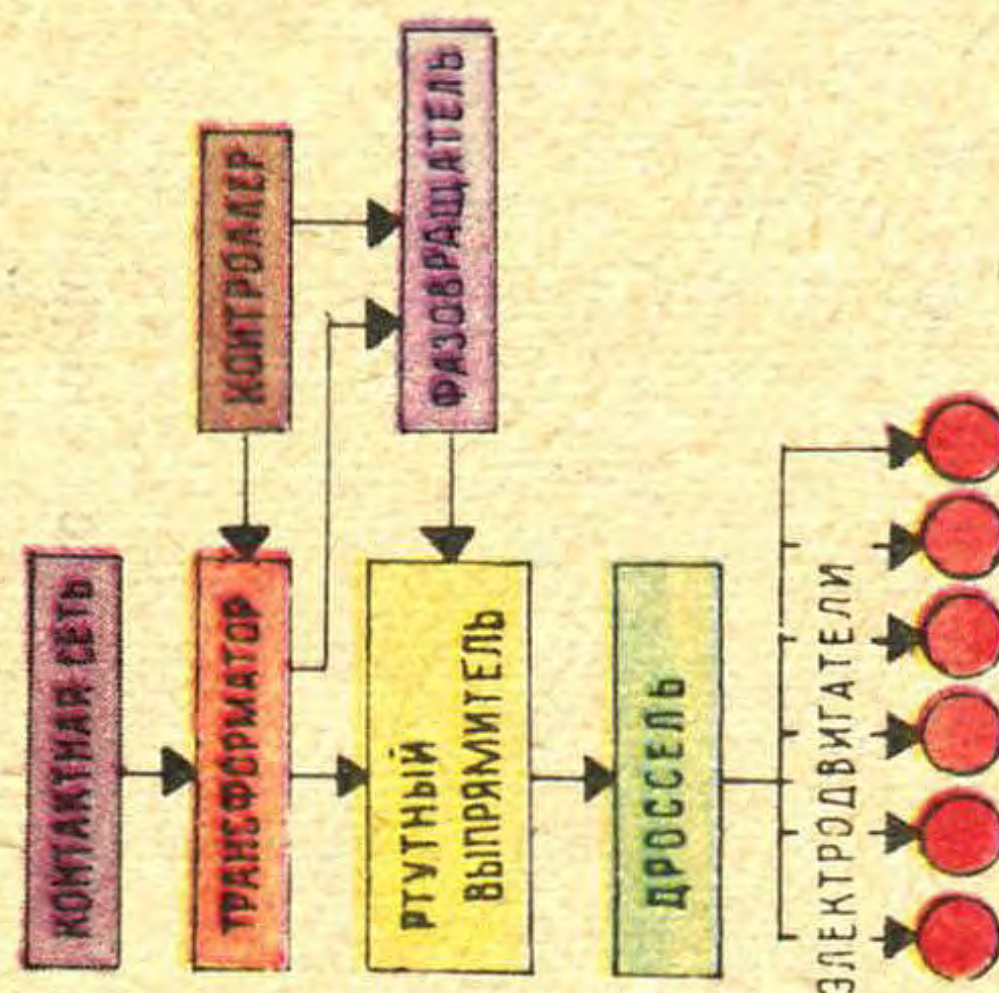 КОНТАКТНАЯ СЕТЬ
ТРАНСФОРМАТОР
КОНТРОЛЛЕР
РТУТНЫЙ
ВЫПРЯМИТЕЛЬ
ФАЗОВРАЩАТЕЛЬ
ДРОССЕЛЬ
ЭЛЕКТРОДВИГАТЕЛИ